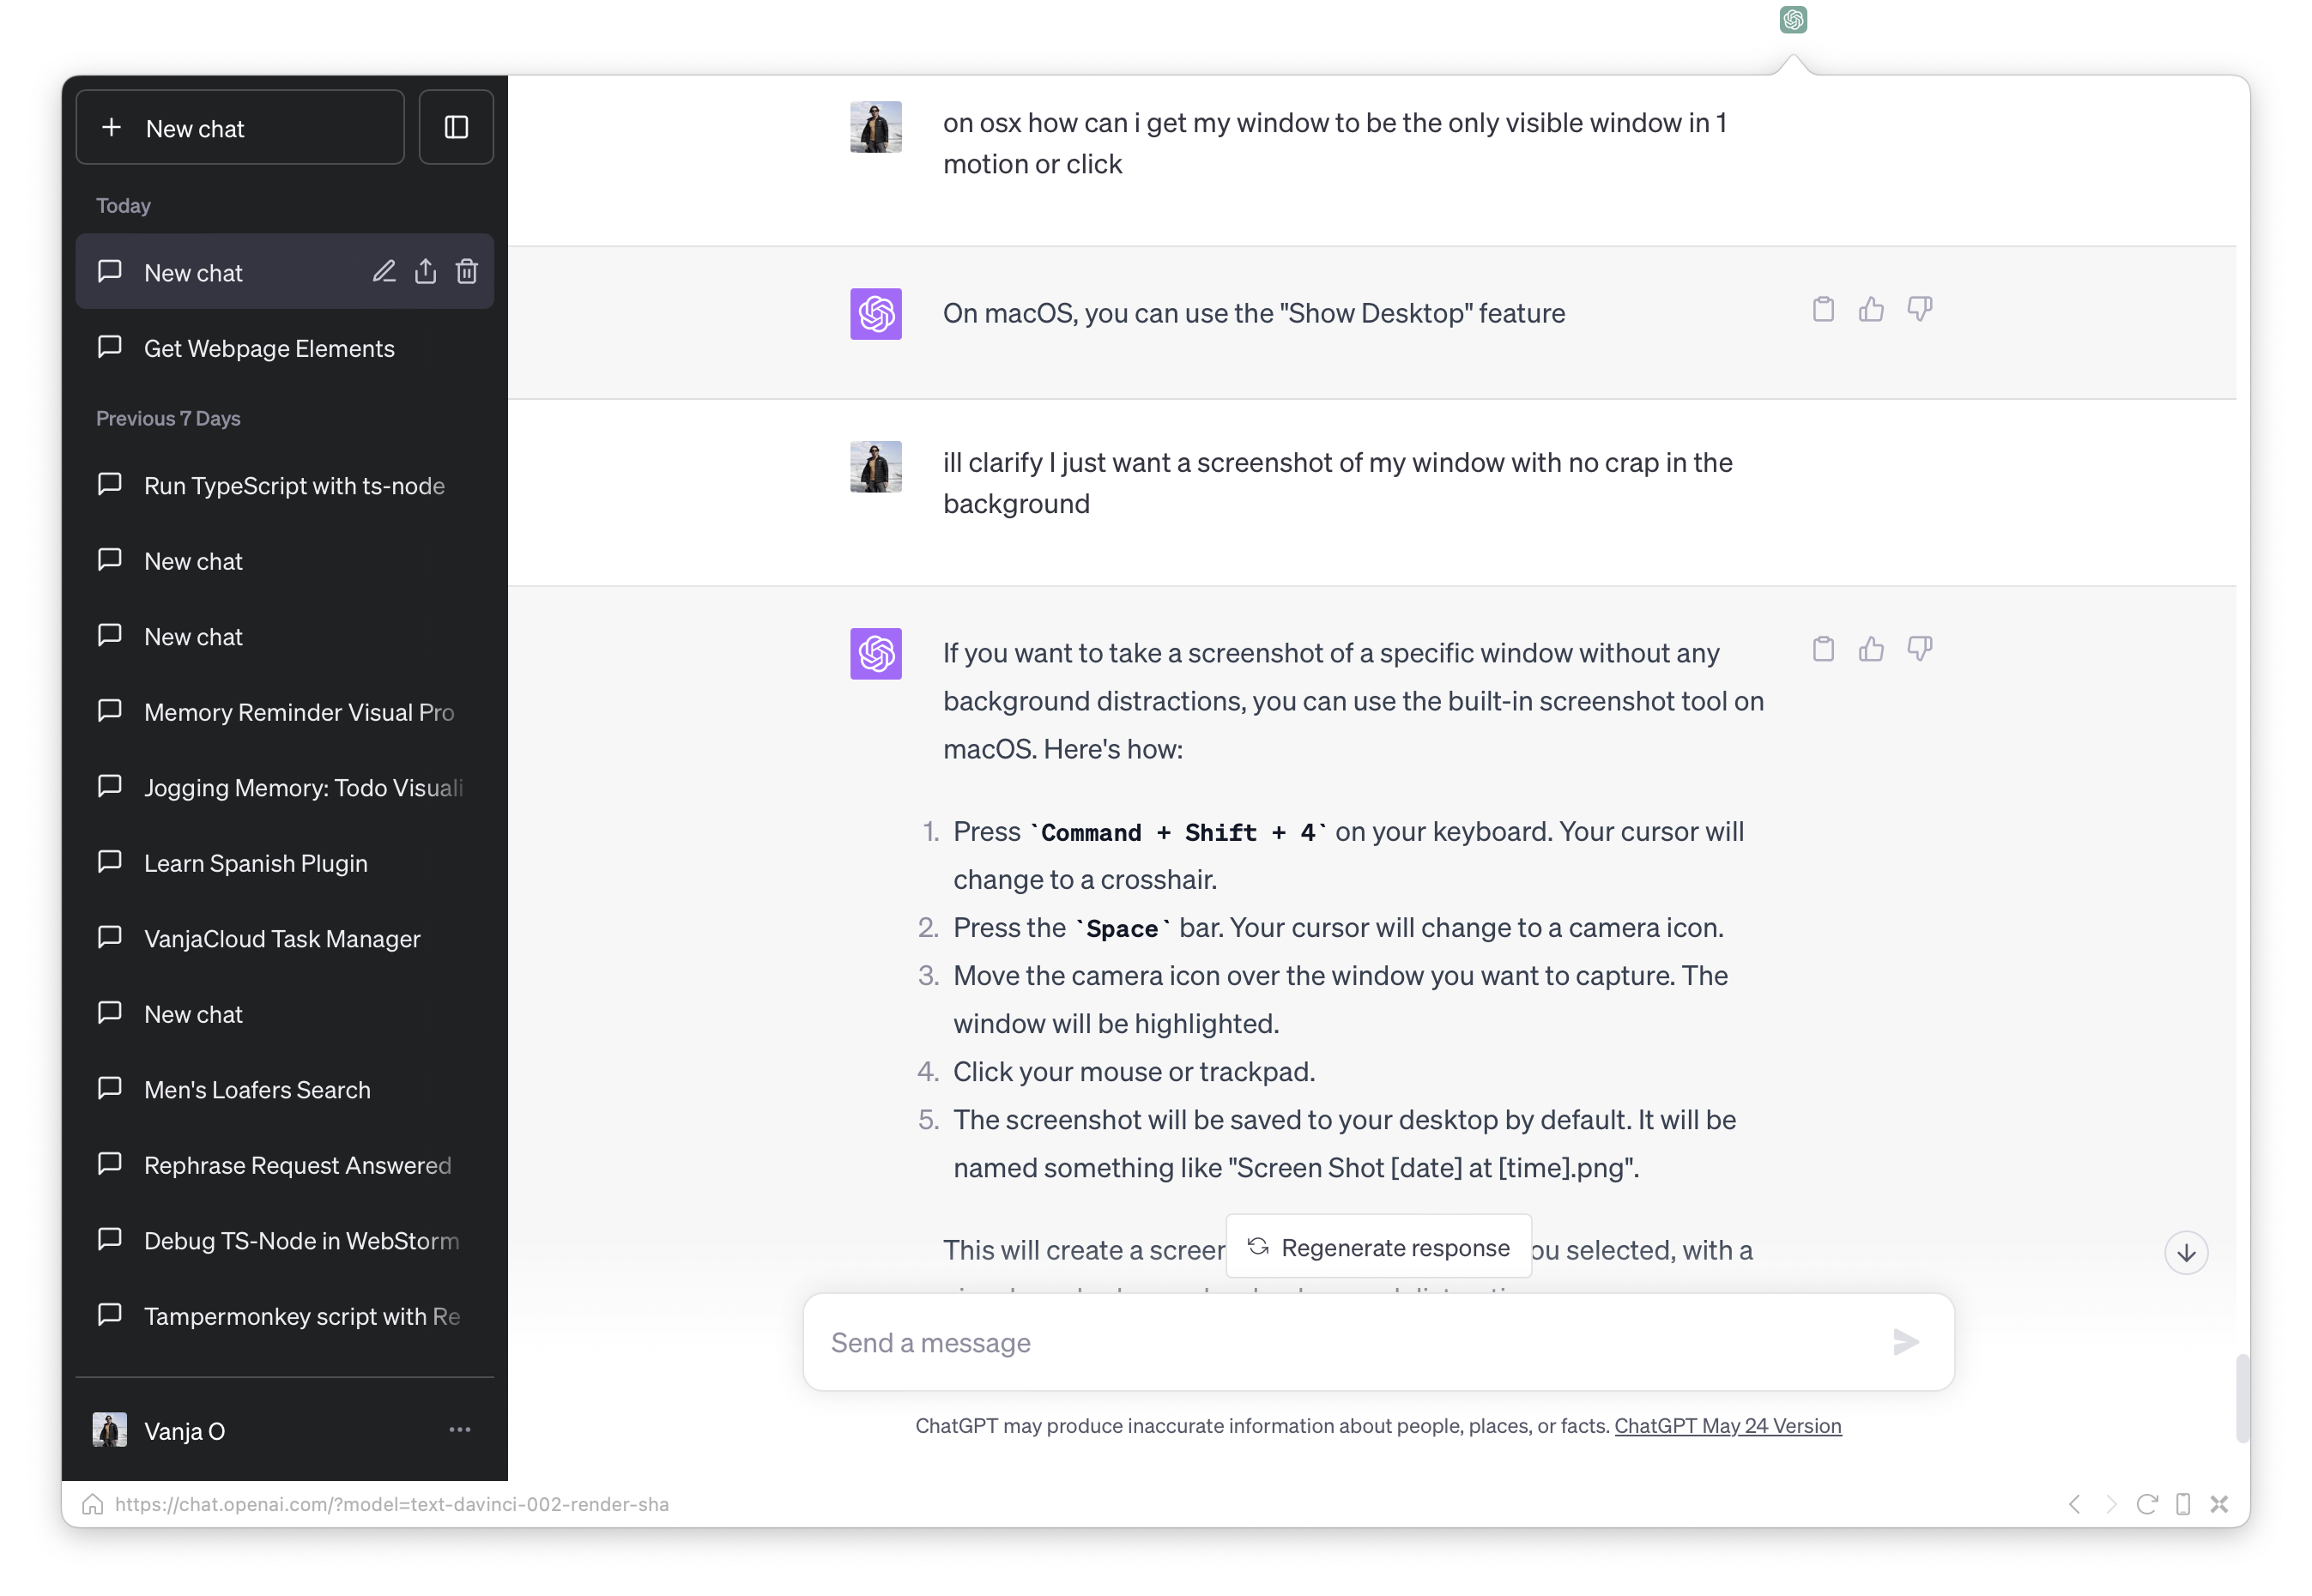 New chat
Today
New chat
Get Webpage Elements
Previous 7 Days
Run TypeScript with ts-node
New chat
New chat
Memory Reminder Visual Pro
Jogging Memory: Todo Visuali
Learn Spanish Plugin
VanjaCloud Task Manager
New chat
Men's Loafers Search
Rephrase Request Answered
Debug TS-Node in WebStorm
Tampermonkey script with Re
Vanja O
on osx how can i get my window to be the only visible window in 1
motion or click
On macOS, you can use the "Show Desktop" feature
ill clarify I just want a screenshot of my window with no crap in the
background
If you want to take a screenshot of a specific window without any
background distractions, you can use the built-in screenshot tool on
macOS. Here's how:
1. Press `Command + Shift + 4` on your keyboard. Your cursor will
change to a crosshair.
2. Press the `Space` bar. Your cursor will change to a camera icon.
3. Move the camera icon over the window you want to capture. The
window will be highlighted.
4. Click your mouse or trackpad.
5. The screenshot will be saved to your desktop by default. It will be
named something like "Screen Shot [date] at [time].png".
This will create a screen
Regenerate response
ou selected, with a
Send a message
ChatGPT may produce inaccurate information about people, places, or facts. ChatGPT May 24 Version
https://chat.openai.com/?model=text-davinci-002-render-sha